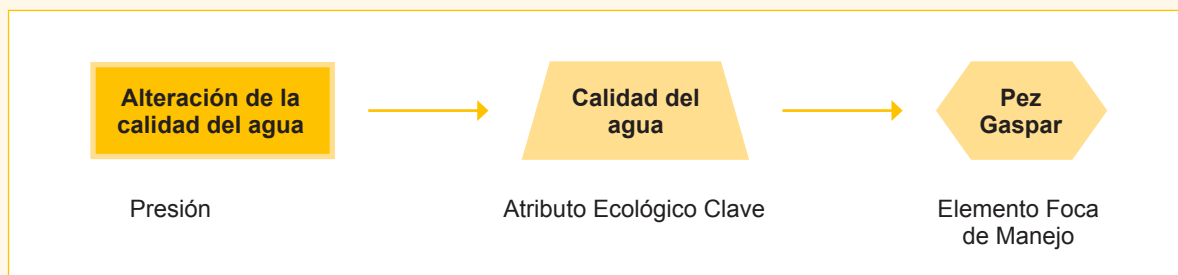 Alteración de la
calidad del agua
Calidad del
agua
Pez
Gaspar
Presión
Atributo Ecológico Clave
Elemento Foca
de Manejo